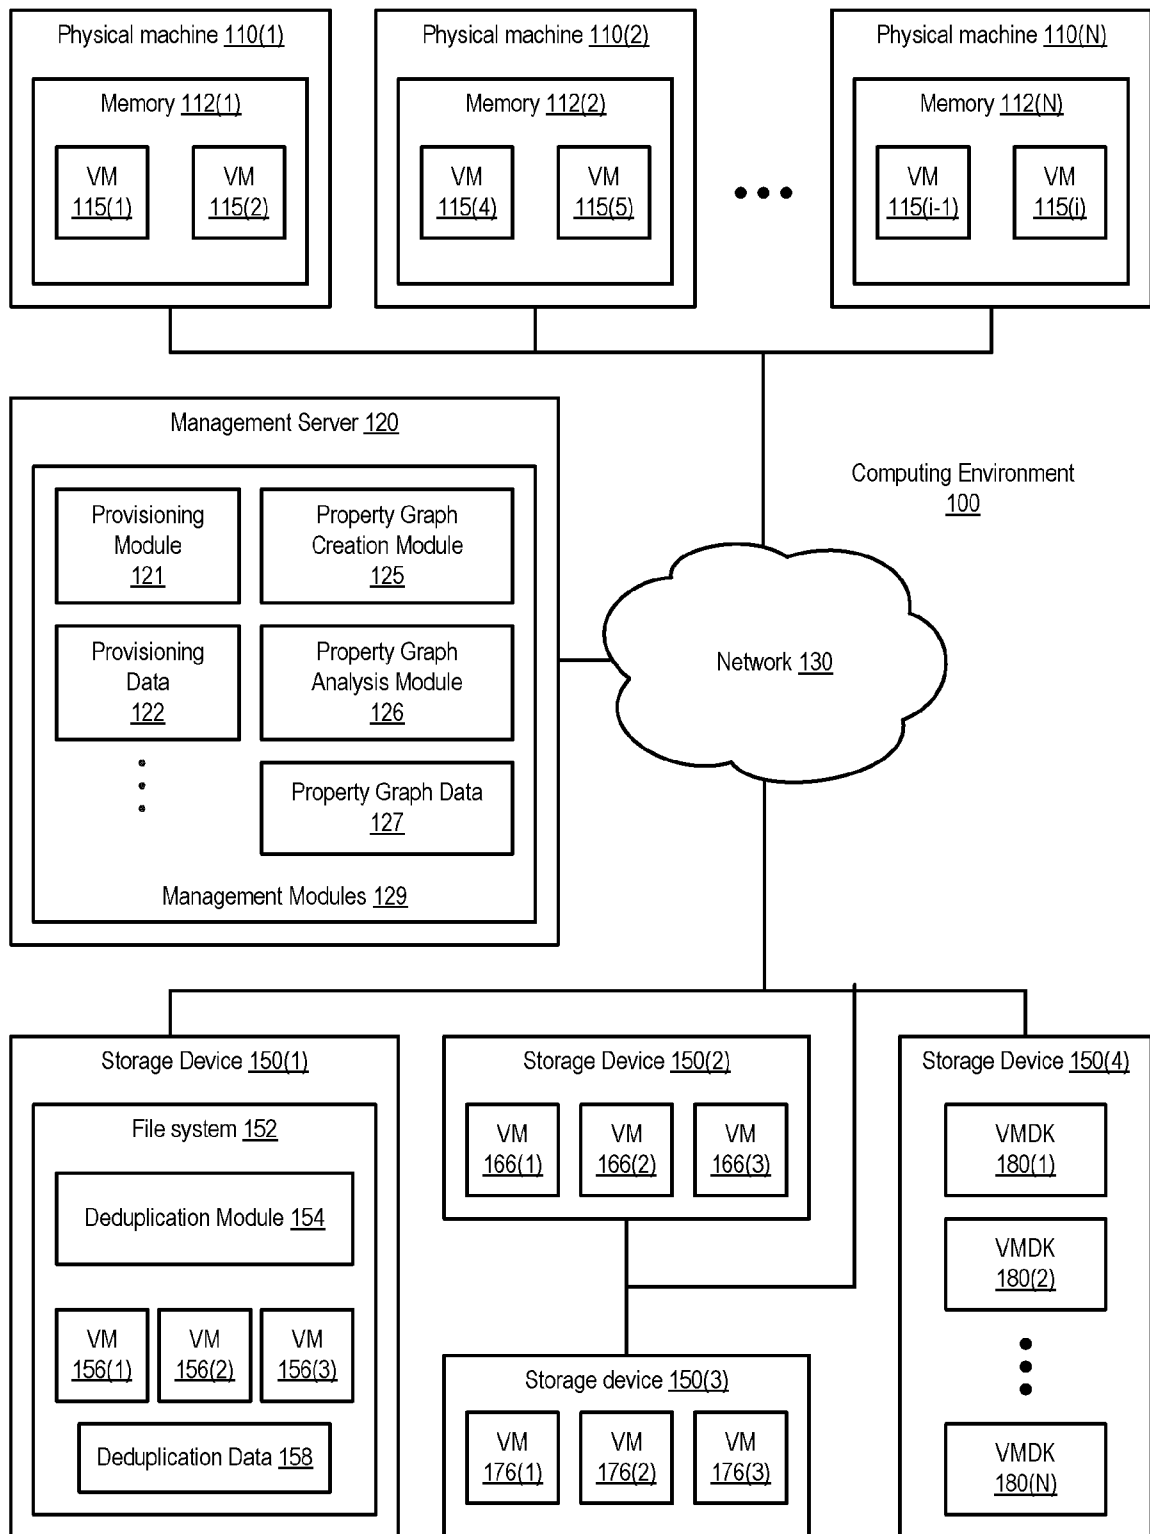 Physical machine 110(1)
Memory 112(1)
VM
115(1)
VM
115(2)
Physical machine 110(2)
Memory 112(2)
VM
115(4)
VM
115(5)
Physical machine 110(N)
Memory 112(N)
VM
115(i-1)
VM
115(i)
Management Server 120
Provisioning
Module
121
Property Graph
Creation Module
125
Provisioning
Data
122
Property Graph
Analysis Module
126
Property Graph Data
127
Management Modules 129
Computing Environment
100
Network 130
Storage Device 150(1)
File system 152
Deduplication Module 154
VM
156(1)
VM
156(2)
VM
156(3)
Deduplication Data 158
Storage Device 150(2)
VM
166(1)
VM
166(2)
VM
166(3)
Storage device 150(3)
VM
176(1)
VM
176(2)
VM
176(3)
Storage Device 150(4)
VMDK
180(1)
VMDK
180(2)
VMDK
180(N)